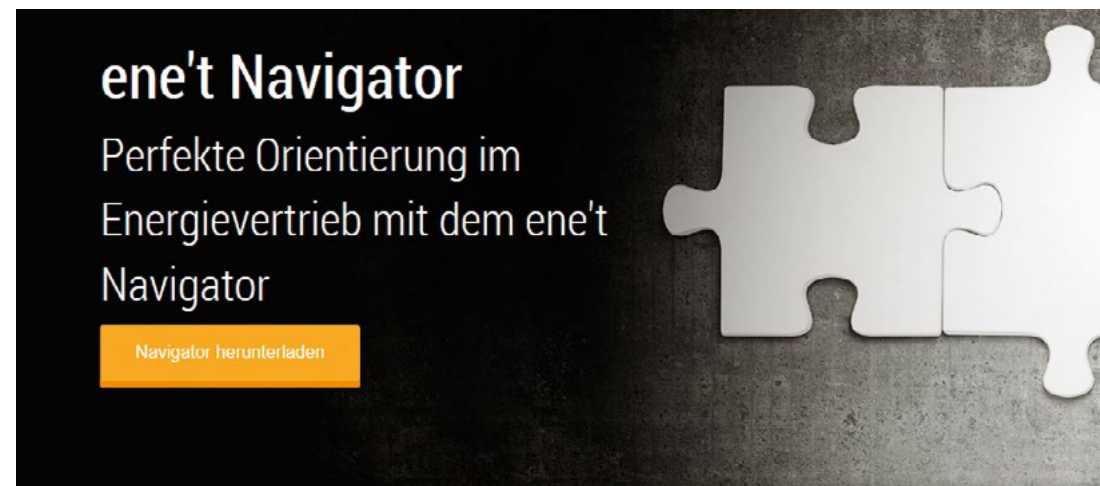 ene't Navigator
Perfekte Orientierung im
Energievertrieb mit dem ene't
Navigator
Navigator herunterladen